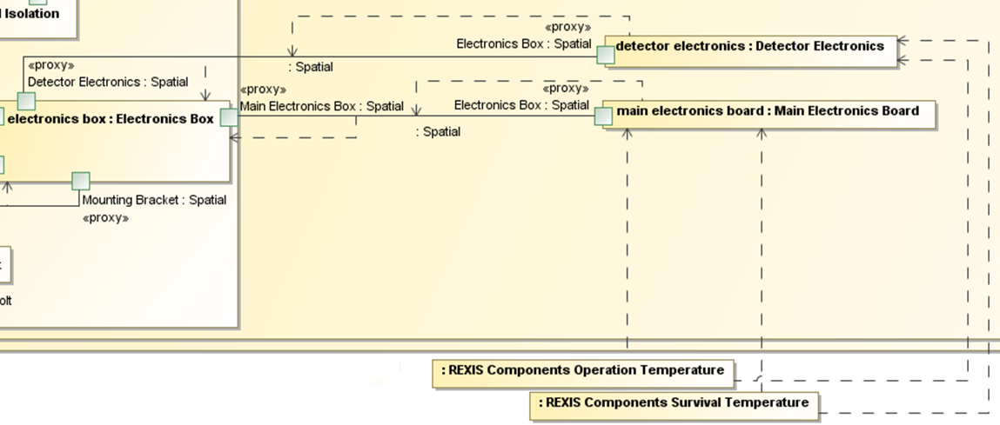 Isolation
«proxy»
Electronics Box : Spatial
detector electronics : Detector Electronics
: Spatial
«proxy»
Detector Electronics : Spatial
«proxy»
Main Electronics Box : Spatial
«proxy»
Electronics Box : Spatial
main electronics board : Main Electronics Board
electronics box : Electronics Box
: Spatial
Mounting Bracket : Spatial
«proxy»
olt
: REXIS Components Operation Temperature
: REXIS Components Survival Temperature